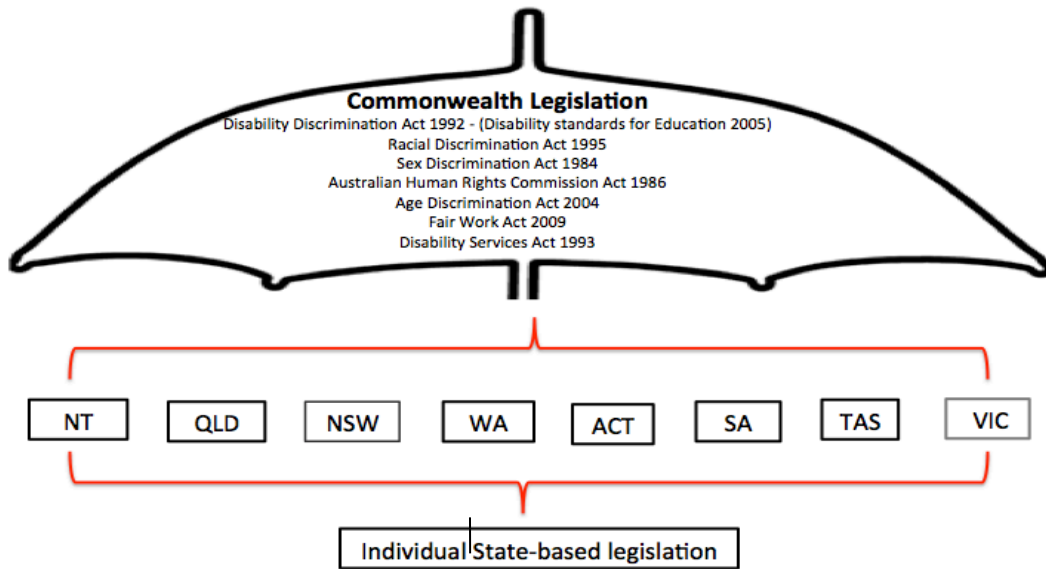 Commonwealth Legislation
Disability Discrimination Act 1992 - (Disability standards for Education 2005)
Racial Discrimination Act 1995
Sex Discrimination Act 1984
Australian Human Rights Commission Act 1986
Age Discrimination Act 2004
Fair Work Act 2009
Disability Services Act 1993
NT QLD NSW WA ACT SA TAS VIC
Individual State-based legislation